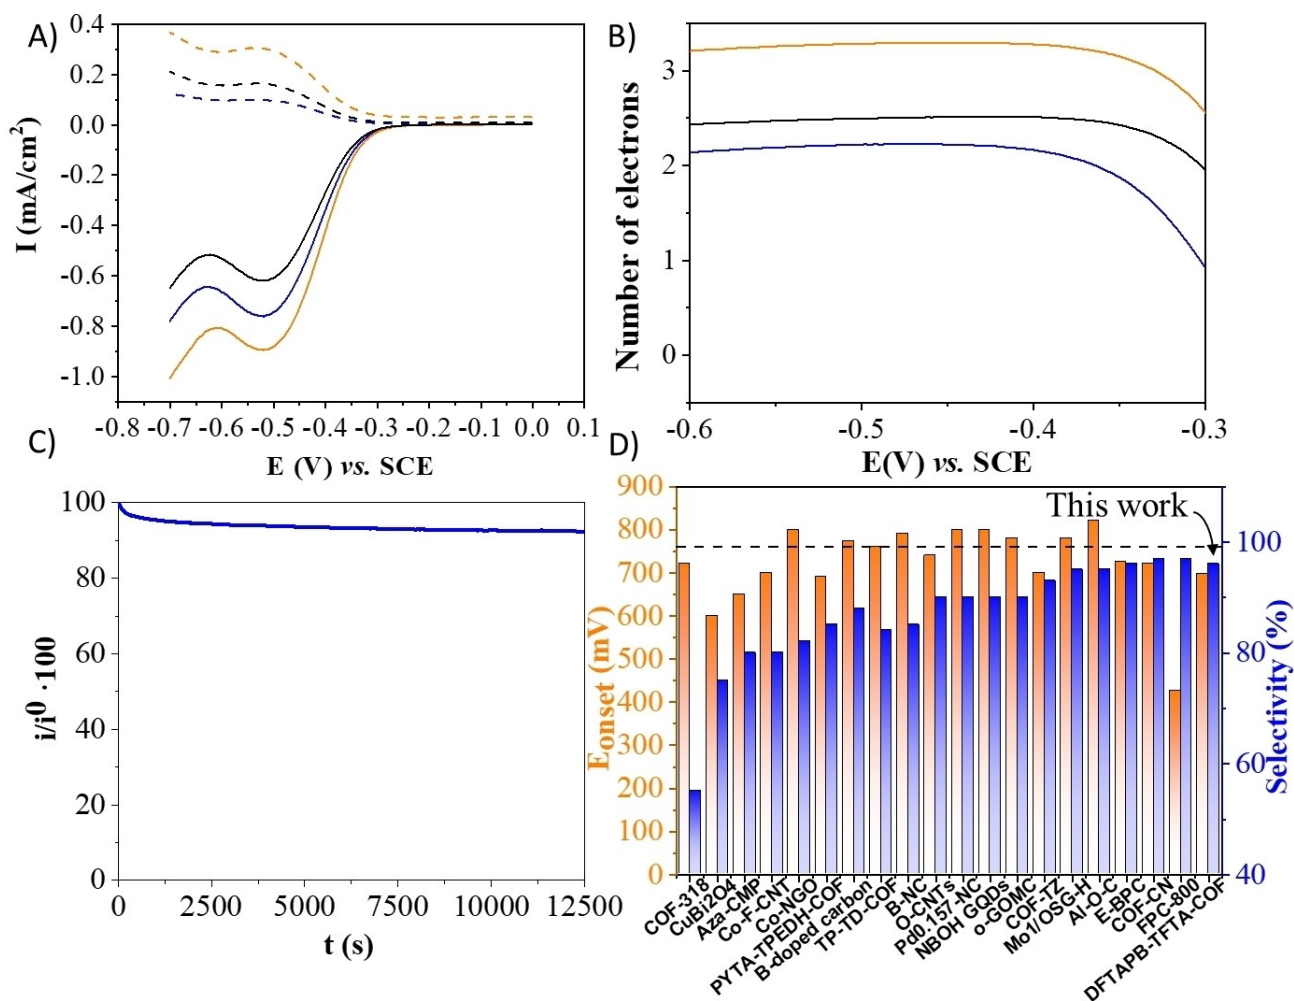 A)
0.4
0.2
0.0
-0.2
-0.4
-0.6
-0.8
-1.0
I (mA/cm²)
-0.8 -0.7 -0.6 -0.5 -0.4 -0.3 -0.2 -0.1 0.0 0.1
E (V) vs. SCE
B)
3
2
1
0
Number of electrons
-0.6 -0.5 -0.4 -0.3
E(V) vs. SCE
C)
100
80
60
40
20
0
i/i⁰ ·100
0 2500 5000 7500 10000 12500
t (s)
D)
900
800
700
600
500
400
300
200
100
0
Eonset (mV)
This work
100
80
60
40
Selectivity (%)
COF-318
CuBi2O4
Aza-CMP
Co-F-CNT
Co-NGO
PYTA-TPEDH-COF
B-doped carbon
TP-TD-COF
B-NC
O-CNTs
Pd0.157-NC
NBOH GQDs
o-GOMC
COF-TZ
Mo1/OSG-H
Al-O-C
E-BPC
COF-CN
FPC-800
DFTAPB-TFTA-COF